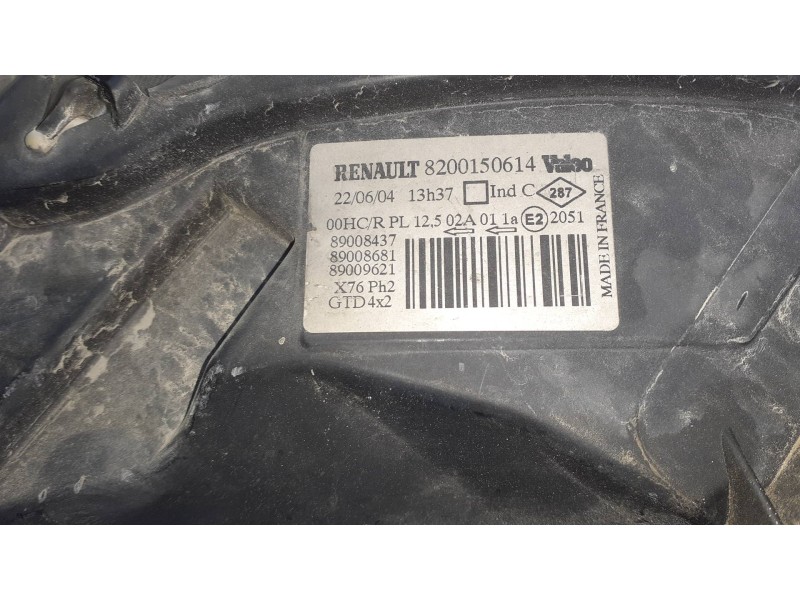 RENAULT 8200150614 Valeo
22/06/04 13h37 Ind C 287
00HC/R PL 12,5 02A 01 1a E2 2051
89008437
89008681
89009621
X76 Ph2
GTD 4x2
MADE IN FRANCE